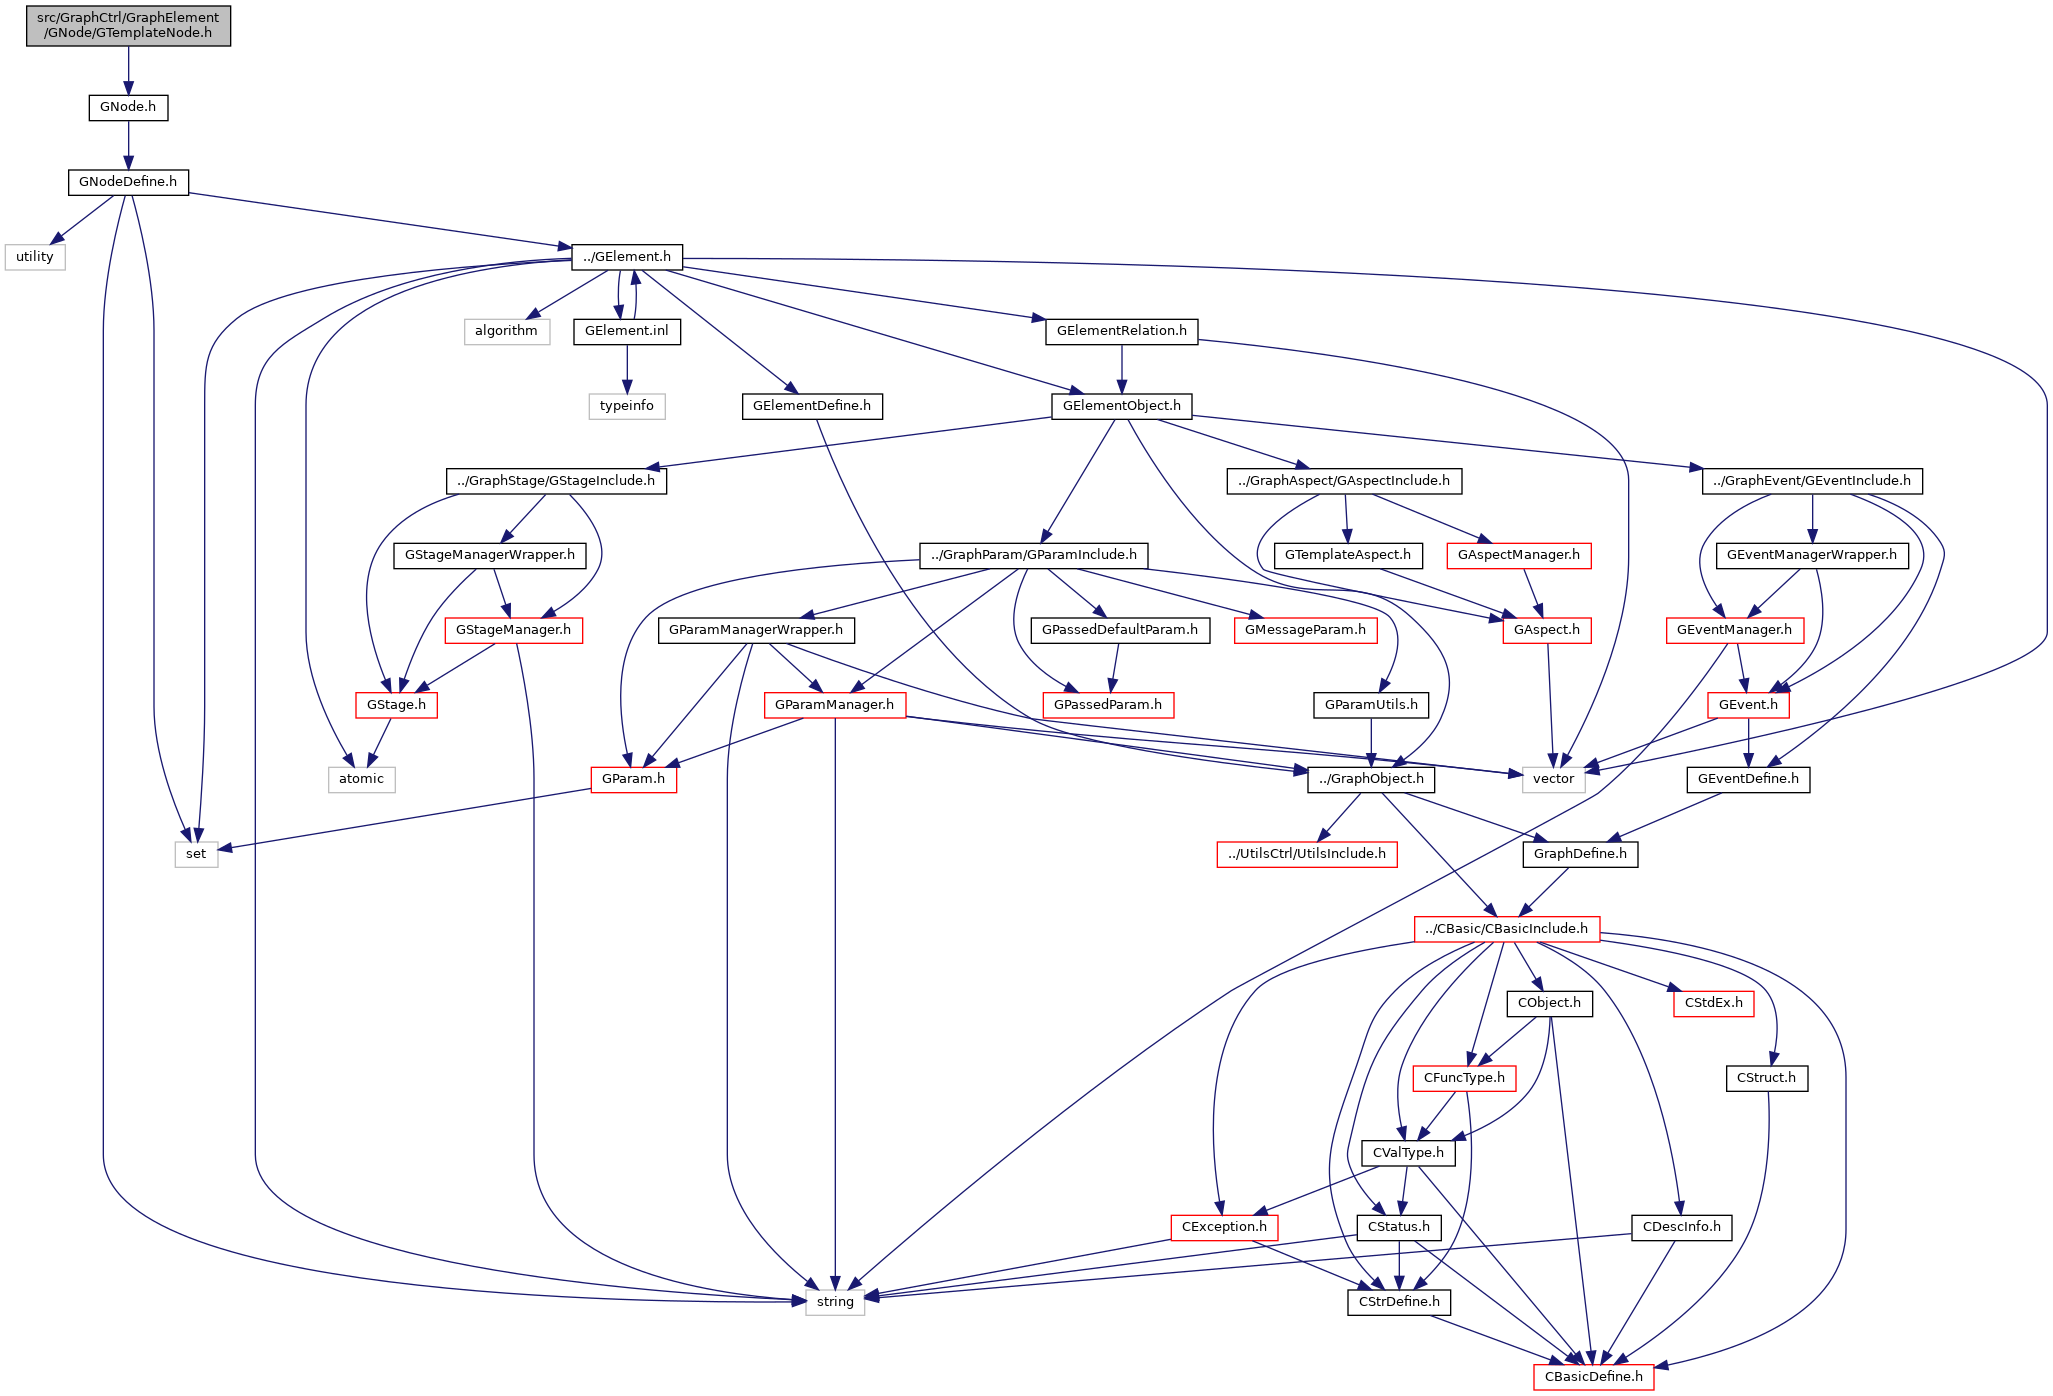 src/GraphCtrl/GraphElement
/GNode/GTemplateNode.h
GNode.h
GNodeDefine.h
utility
../GElement.h
algorithm
GElement.inl
GElementRelation.h
typeinfo
GElementDefine.h
GElementObject.h
../GraphStage/GStageInclude.h
../GraphAspect/GAspectInclude.h
../GraphEvent/GEventInclude.h
GStageManagerWrapper.h
../GraphParam/GParamInclude.h
GTemplateAspect.h
GAspectManager.h
GEventManagerWrapper.h
GStageManager.h
GParamManagerWrapper.h
GPassedDefaultParam.h
GMessageParam.h
GAspect.h
GEventManager.h
GStage.h
GParamManager.h
GPassedParam.h
GParamUtils.h
GEvent.h
atomic
GParam.h
../GraphObject.h
vector
GEventDefine.h
set
../UtilsCtrl/UtilsInclude.h
GraphDefine.h
../CBasic/CBasicInclude.h
CObject.h
CStdEx.h
CFuncType.h
CStruct.h
CValType.h
CException.h
CStatus.h
CDescInfo.h
string
CStrDefine.h
CBasicDefine.h